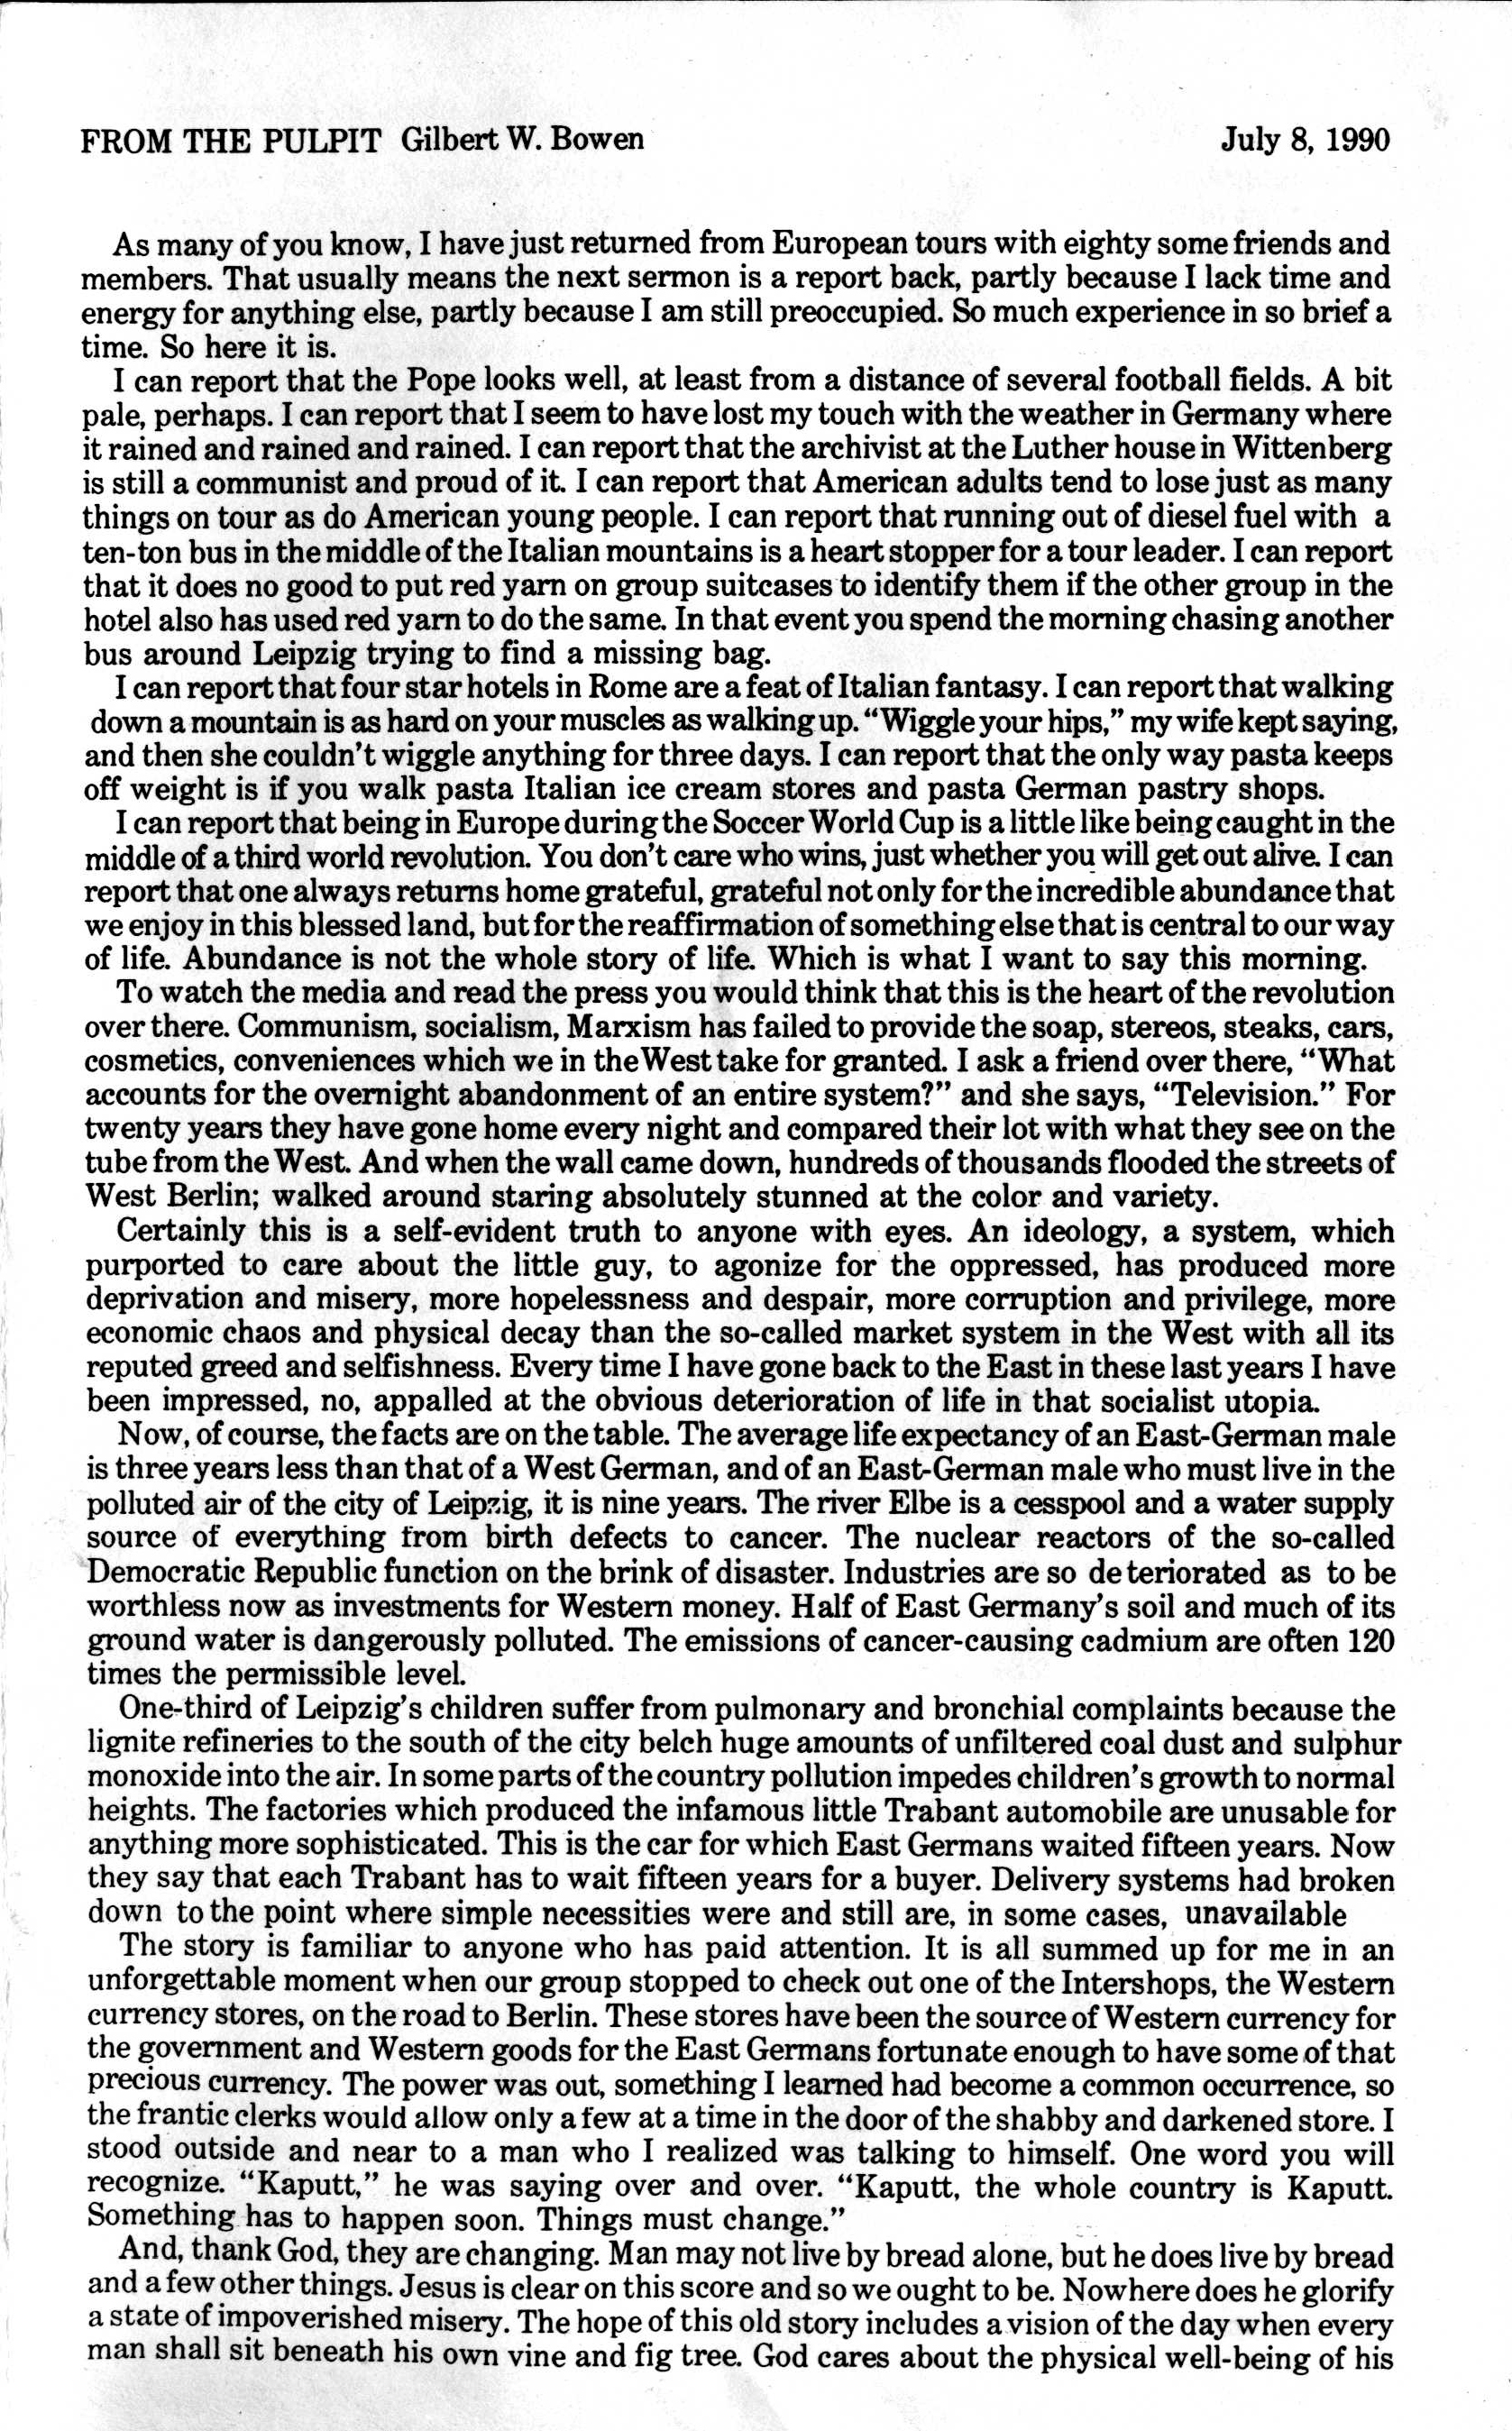 FROM THE PULPIT Gilbert W. Bowen July 8, 1990
As many of you know, I have just returned from European tours with eighty some friends and
members. That usually means the next sermon is a report back, partly because I lack time and
energy for anything else, partly because I am still preoccupied. So much experience in so brief a
time. So here it is.
I can report that the Pope looks well, at least from a distance of several football fields. A bit
pale, perhaps. I can report that I seem to have lost my touch with the weather in Germany where
it rained and rained and rained. I can report that the archivist at the Luther house in Wittenberg
is still a communist and proud of it. I can report that American adults tend to lose just as many
things on tour as do American young people. I can report that running out of diesel fuel with a
ten-ton bus in the middle of the Italian mountains is a heart stopper for a tour leader. I can report
that it does no good to put red yarn on group suitcases to identify them if the other group in the
hotel also has used red yarn to do the same. In that event you spend the morning chasing another
bus around Leipzig trying to find a missing bag.
I can report that four star hotels in Rome are a feat of Italian fantasy. I can report that walking
down a mountain is as hard on your muscles as walking up. “Wiggle your hips,” my wife kept saying,
and then she couldn’t wiggle anything for three days. I can report that the only way pasta keeps
off weight is if you walk pasta Italian ice cream stores and pasta German pastry shops.
I can report that being in Europe during the Soccer World Cup is a little like being caught in the
middle of a third world revolution. You don’t care who wins, just whether you will get out alive. I can
report that one always returns home grateful, grateful not only for the incredible abundance that
we enjoy in this blessed land, but for the reaffirmation of something else that is central to our way
of life. Abundance is not the whole story of life. Which is what I want to say this morning.
To watch the media and read the press you would think that this is the heart of the revolution
over there. Communism, socialism, Marxism has failed to provide the soap, stereos, steaks, cars,
cosmetics, conveniences which we in the West take for granted. I ask a friend over there, “What
accounts for the overnight abandonment of an entire system?” and she says, “Television.” For
twenty years they have gone home every night and compared their lot with what they see on the
tube from the West. And when the wall came down, hundreds of thousands flooded the streets of
West Berlin; walked around staring absolutely stunned at the color and variety.
Certainly this is a self-evident truth to anyone with eyes. An ideology, a system, which
purported to care about the little guy, to agonize for the oppressed, has produced more
deprivation and misery, more hopelessness and despair, more corruption and privilege, more
economic chaos and physical decay than the so-called market system in the West with all its
reputed greed and selfishness. Every time I have gone back to the East in these last years I have
been impressed, no, appalled at the obvious deterioration of life in that socialist utopia.
Now, of course, the facts are on the table. The average life expectancy of an East-German male
is three years less than that of a West German, and of an East-German male who must live in the
polluted air of the city of Leipzig, it is nine years. The river Elbe is a cesspool and a water supply
source of everything from birth defects to cancer. The nuclear reactors of the so-called
Democratic Republic function on the brink of disaster. Industries are so deteriorated as to be
worthless now as investments for Western money. Half of East Germany’s soil and much of its
ground water is dangerously polluted. The emissions of cancer-causing cadmium are often 120
times the permissible level.
One-third of Leipzig’s children suffer from pulmonary and bronchial complaints because the
lignite refineries to the south of the city belch huge amounts of unfiltered coal dust and sulphur
monoxide into the air. In some parts of the country pollution impedes children’s growth to normal
heights. The factories which produced the infamous little Trabant automobile are unusable for
anything more sophisticated. This is the car for which East Germans waited fifteen years. Now
they say that each Trabant has to wait fifteen years for a buyer. Delivery systems had broken
down to the point where simple necessities were and still are, in some cases, unavailable
The story is familiar to anyone who has paid attention. It is all summed up for me in an
unforgettable moment when our group stopped to check out one of the Intershops, the Western
currency stores, on the road to Berlin. These stores have been the source of Western currency for
the government and Western goods for the East Germans fortunate enough to have some of that
precious currency. The power was out, something I learned had become a common occurrence, so
the frantic clerks would allow only a few at a time in the door of the shabby and darkened store. I
stood outside and near to a man who I realized was talking to himself. One word you will
recognize. “Kaputt,” he was saying over and over. “Kaputt, the whole country is Kaputt.
Something has to happen soon. Things must change.”
And, thank God, they are changing. Man may not live by bread alone, but he does live by bread
and a few other things. Jesus is clear on this score and so we ought to be. Nowhere does he glorify
a state of impoverished misery. The hope of this old story includes a vision of the day when every
man shall sit beneath his own vine and fig tree. God cares about the physical well-being of his